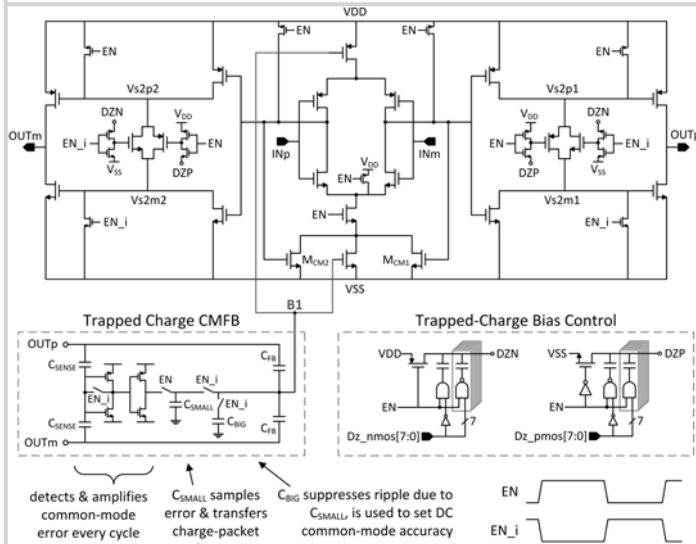 VDD
EN
EN
EN
EN
Vs2p2
Vs2p1
DZN
VDD
DZN
VDD
OUTm
EN_i
EN
INp
INm
VDD
EN
EN
EN_i
VSS
DZP
VSS
DZP
EN
Vs2m2
Vs2m1
EN_i
EN_i
MCM2
MCM1
VSS
B1
Trapped Charge CMFB
Trapped-Charge Bias Control
OUTp
CSENSE
EN
EN_i
CFB
EN_i
EN_i
CSMALL
CBIG
CFB
CSENSE
OUTm
VDD
DZN
VSS
DZP
EN
EN
7
7
Dz_nmos[7:0]
Dz_pmos[7:0]
detects & amplifies
common-mode
error every cycle
CSMALL samples
error & transfers
charge-packet
CBIG suppresses ripple due to
CSMALL, is used to set DC
common-mode accuracy
EN
EN_i